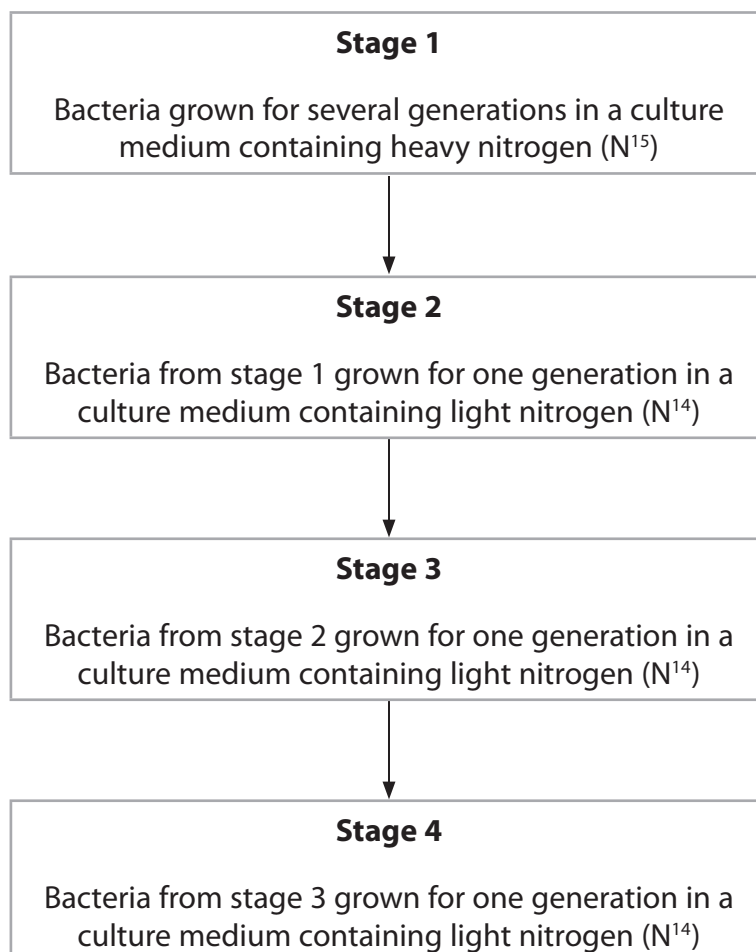 Stage 1
Bacteria grown for several generations in a culture
medium containing heavy nitrogen (N¹⁵)
Stage 2
Bacteria from stage 1 grown for one generation in a
culture medium containing light nitrogen (N¹⁴)
Stage 3
Bacteria from stage 2 grown for one generation in a
culture medium containing light nitrogen (N¹⁴)
Stage 4
Bacteria from stage 3 grown for one generation in a
culture medium containing light nitrogen (N¹⁴)